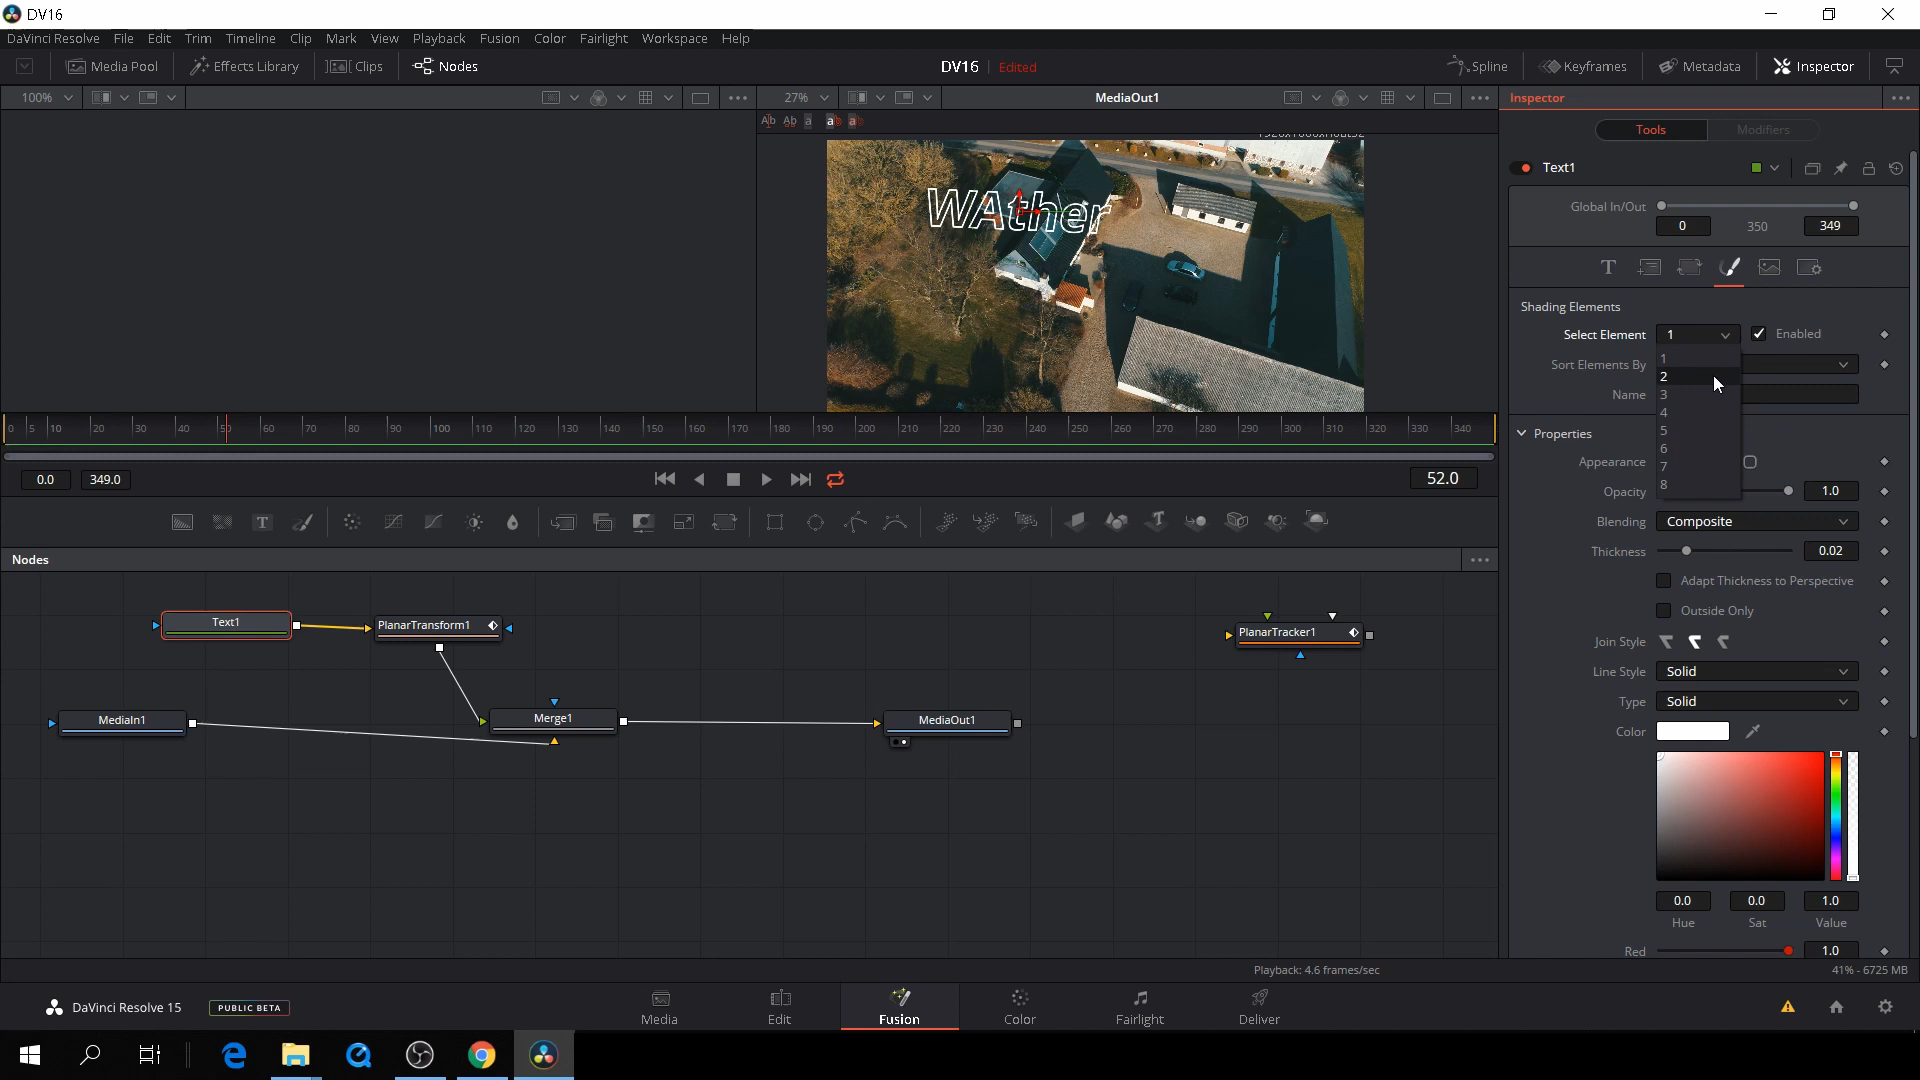 DV16
DaVinci Resolve File Edit Trim Timeline Clip Mark View Playback Fusion Color Fairlight Workspace Help
Media Pool Effects Library Clips Nodes DV16 Edited Spline Keyframes Metadata Inspector
100% 27% MediaOut1 Inspector
Tools Modifiers
WAther
Text1
Global In/Out
0 350 349
Shading Elements
Select Element 1 Enabled
Sort Elements By
Name
1
2
3
4
5
6
7
8
Properties
Appearance
Opacity 1.0
Blending Composite
Thickness 0.02
Adapt Thickness to Perspective
Outside Only
Join Style
Line Style Solid
Type Solid
Color
0.0 0.0 1.0
Hue Sat Value
Red 1.0
0 5 10 20 30 40 50 60 70 80 90 100 110 120 130 140 150 160 170 180 190 200 210 220 230 240 250 260 270 280 290 300 310 320 330 340
0.0 349.0 52.0
Nodes
Text1 PlanarTransform1 PlanarTracker1
MediaIn1 Merge1 MediaOut1
Playback: 4.6 frames/sec 41% - 6725 MB
DaVinci Resolve 15 PUBLIC BETA
Media Edit Fusion Color Fairlight Deliver